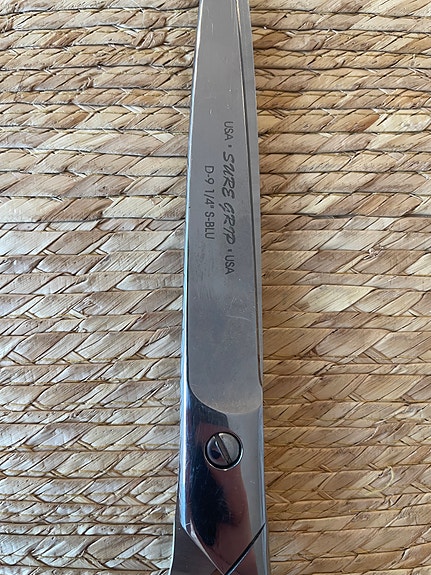 USA • SURE GRIP • USA
D-9 1/4" S-BLU